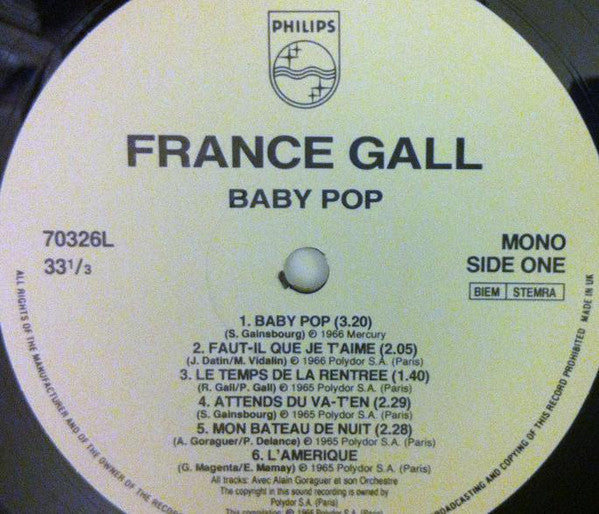 PHILIPS
FRANCE GALL
BABY POP
70326L
33 1/3
MONO
SIDE ONE
BIEM STEMRA
1. BABY POP (3.20)
(S. Gainsbourg) ℗ 1966 Mercury
2. FAUT-IL QUE JE T'AIME (2.05)
(J. Datin/M. Vidalin) ℗ 1966 Polydor S.A. (Paris)
3. LE TEMPS DE LA RENTREE (1.40)
(R. Gall/P. Gall) ℗ 1965 Polydor S.A. (Paris)
4. ATTENDS DU VA-T'EN (2.29)
(S. Gainsbourg) ℗ 1965 Polydor S.A. (Paris)
5. MON BATEAU DE NUIT (2.28)
(A. Goraguer/P. Delance) ℗ 1965 Polydor S.A. (Paris)
6. L'AMERIQUE
(G. Magenta/E. Mamay) ℗ 1965 Polydor S.A. (Paris)
All tracks: Avec Alain Goraguer et son Orchestre
The copyright in this sound recording is owned by
Polydor S.A. (Paris)
This compilation
ALL RIGHTS OF THE MANUFACTURER AND OF THE OWNER OF THE RECORD
BROADCASTING AND COPYING OF THIS RECORD PROHIBITED MADE IN UK